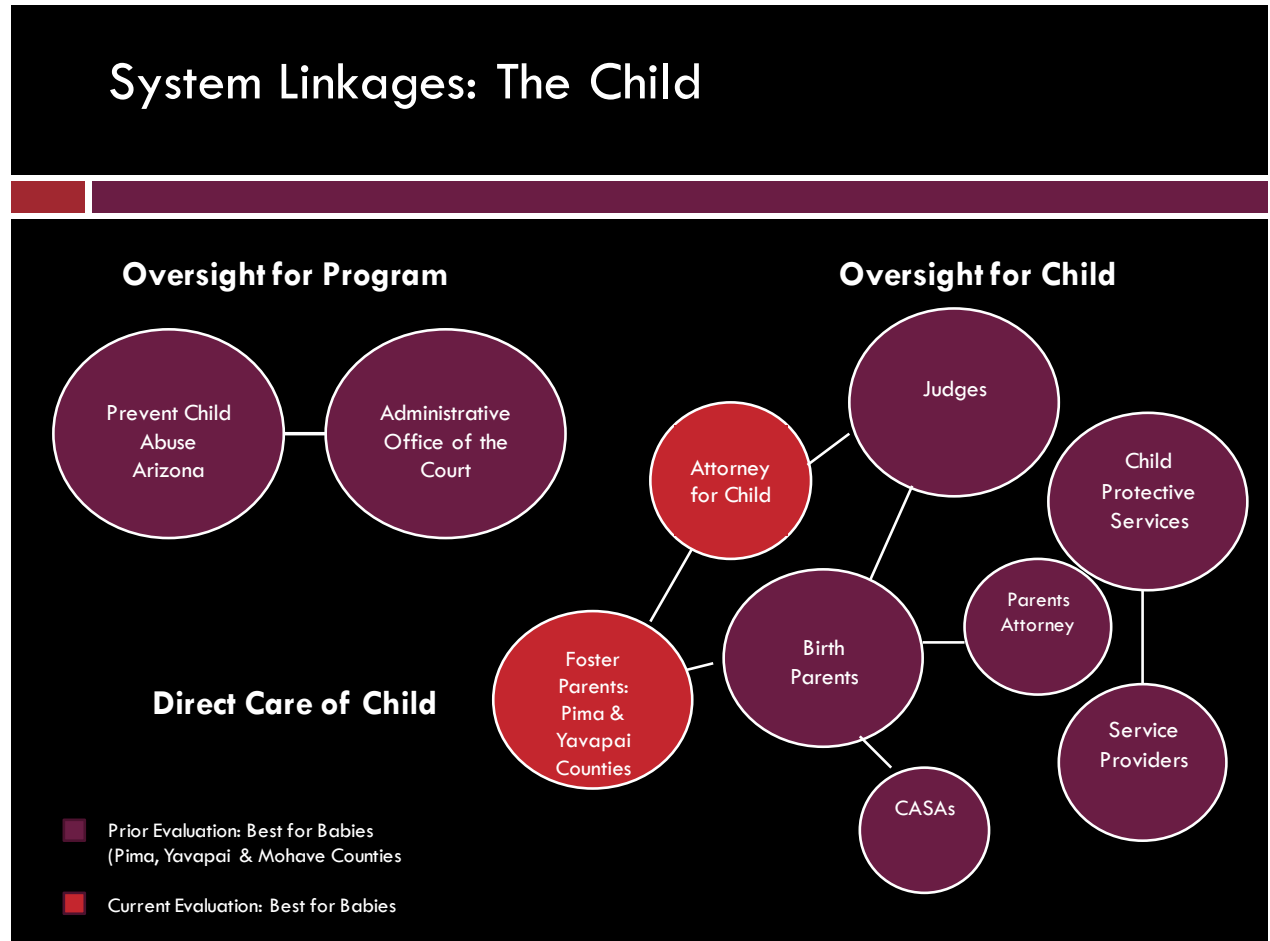 System Linkages: The Child
Oversight for Program
Oversight for Child
Prevent Child
Abuse
Arizona
Administrative
Office of the
Court
Judges
Attorney
for Child
Child
Protective
Services
Parents
Attorney
Birth
Parents
Foster
Parents:
Pima &
Yavapai
Counties
Direct Care of Child
Service
Providers
CASAs
Prior Evaluation: Best for Babies
(Pima, Yavapai & Mohave Counties
Current Evaluation: Best for Babies